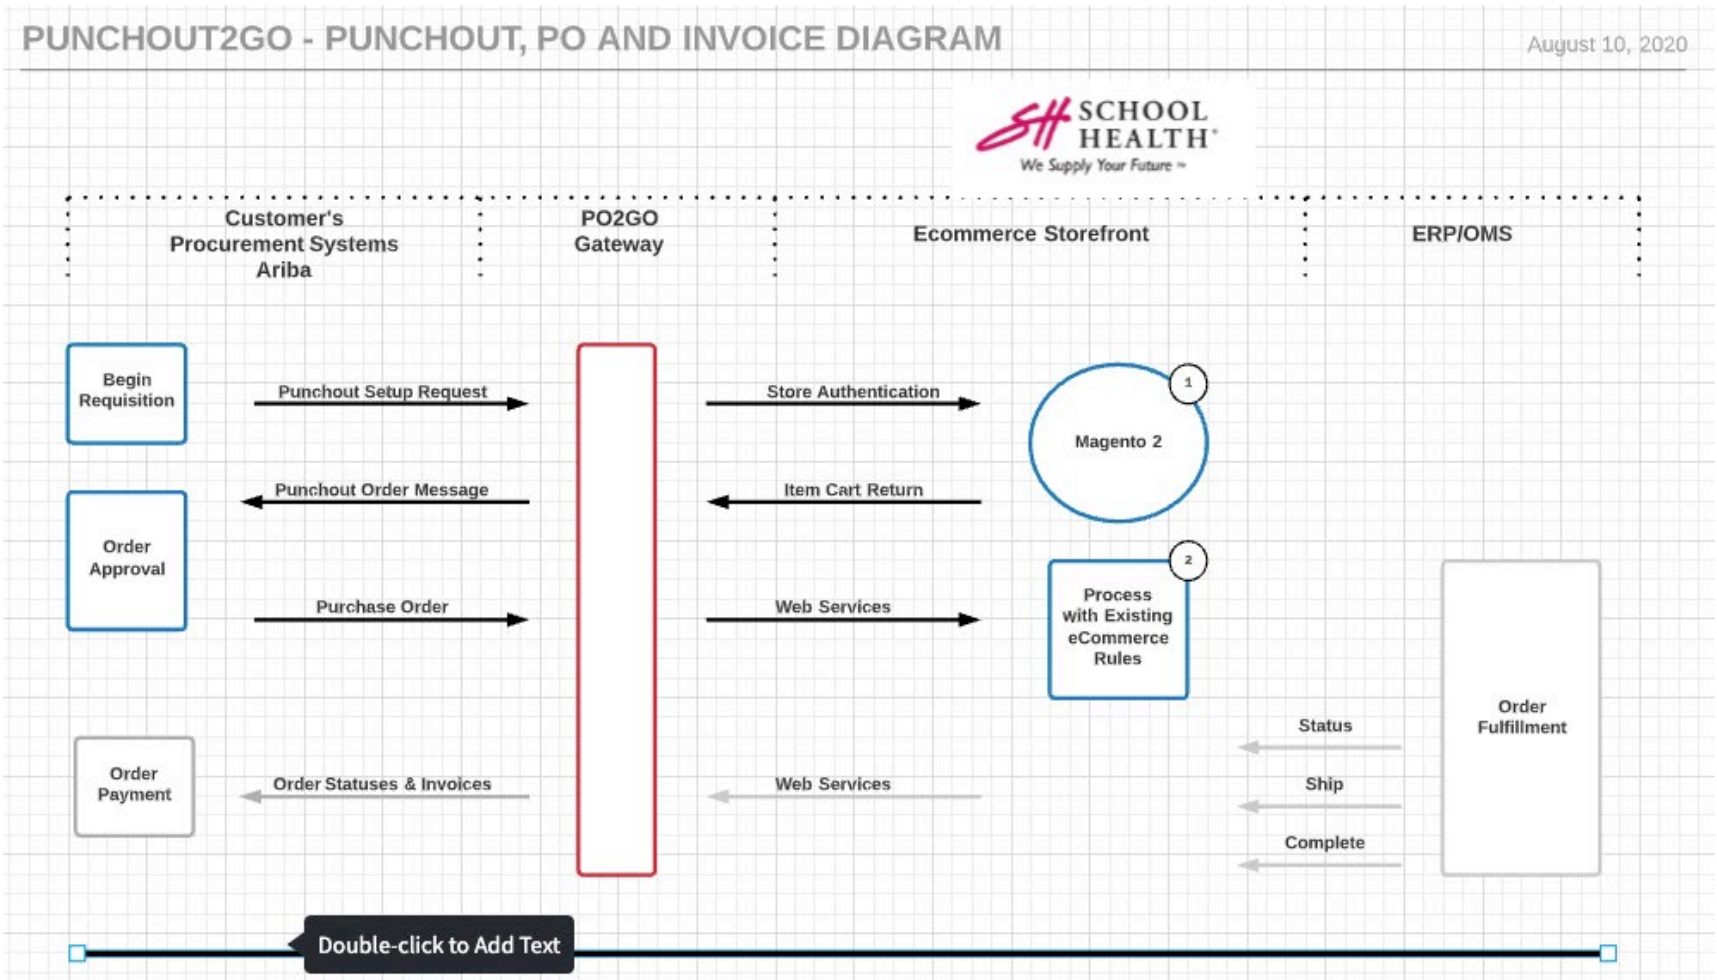 PUNCHOUT2GO - PUNCHOUT, PO AND INVOICE DIAGRAM
August 10, 2020
SH SCHOOL
HEALTH®
We Supply Your Future ™
Customer's
Procurement Systems
Ariba
PO2GO
Gateway
Ecommerce Storefront
ERP/OMS
Begin
Requisition
Punchout Setup Request
Store Authentication
1
Magento 2
Punchout Order Message
Item Cart Return
Order
Approval
Purchase Order
Web Services
2
Process
with Existing
eCommerce
Rules
Order
Fulfillment
Status
Order
Payment
Order Statuses & Invoices
Web Services
Ship
Complete
Double-click to Add Text